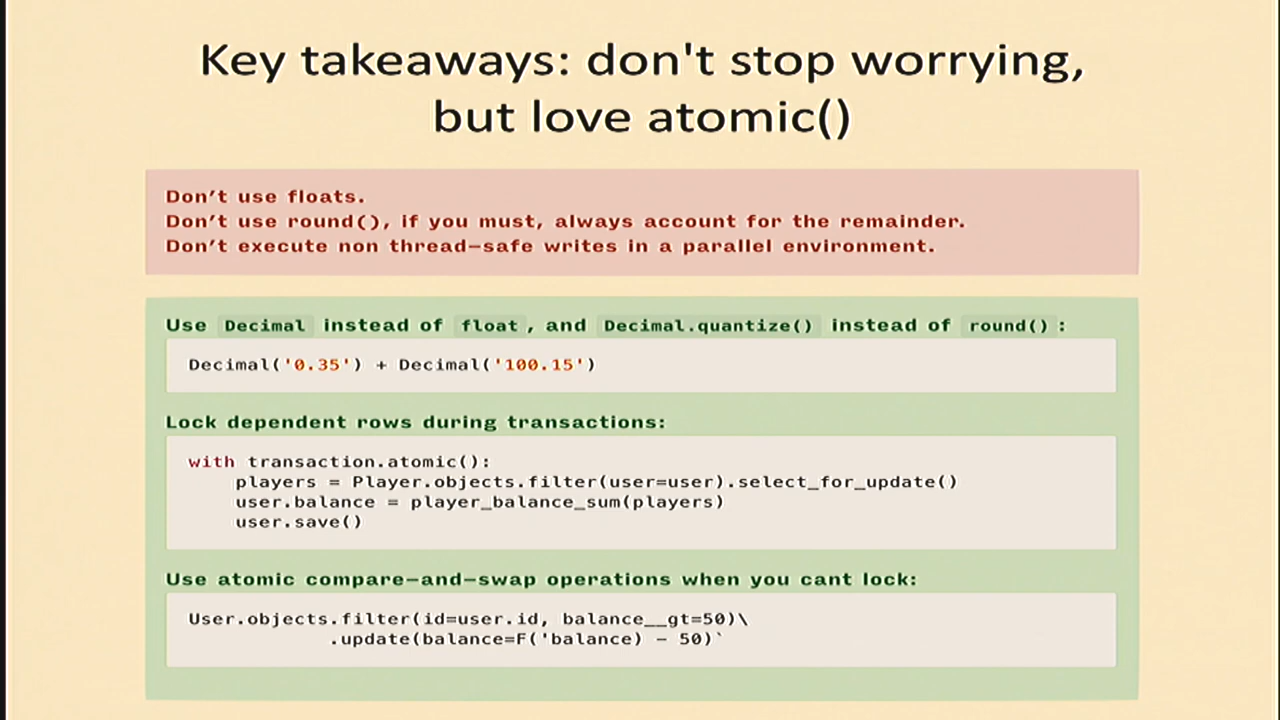 Key takeaways: don't stop worrying,
but love atomic()
Don’t use floats.
Don’t use round(), if you must, always account for the remainder.
Don’t execute non thread–safe writes in a parallel environment.
Use Decimal instead of float, and Decimal.quantize() instead of round():
Decimal('0.35') + Decimal('100.15')
Lock dependent rows during transactions:
with transaction.atomic():
    players = Player.objects.filter(user=user).select_for_update()
    user.balance = player_balance_sum(players)
    user.save()
Use atomic compare–and–swap operations when you cant lock:
User.objects.filter(id=user.id, balance__gt=50)\
            .update(balance=F('balance) – 50)`